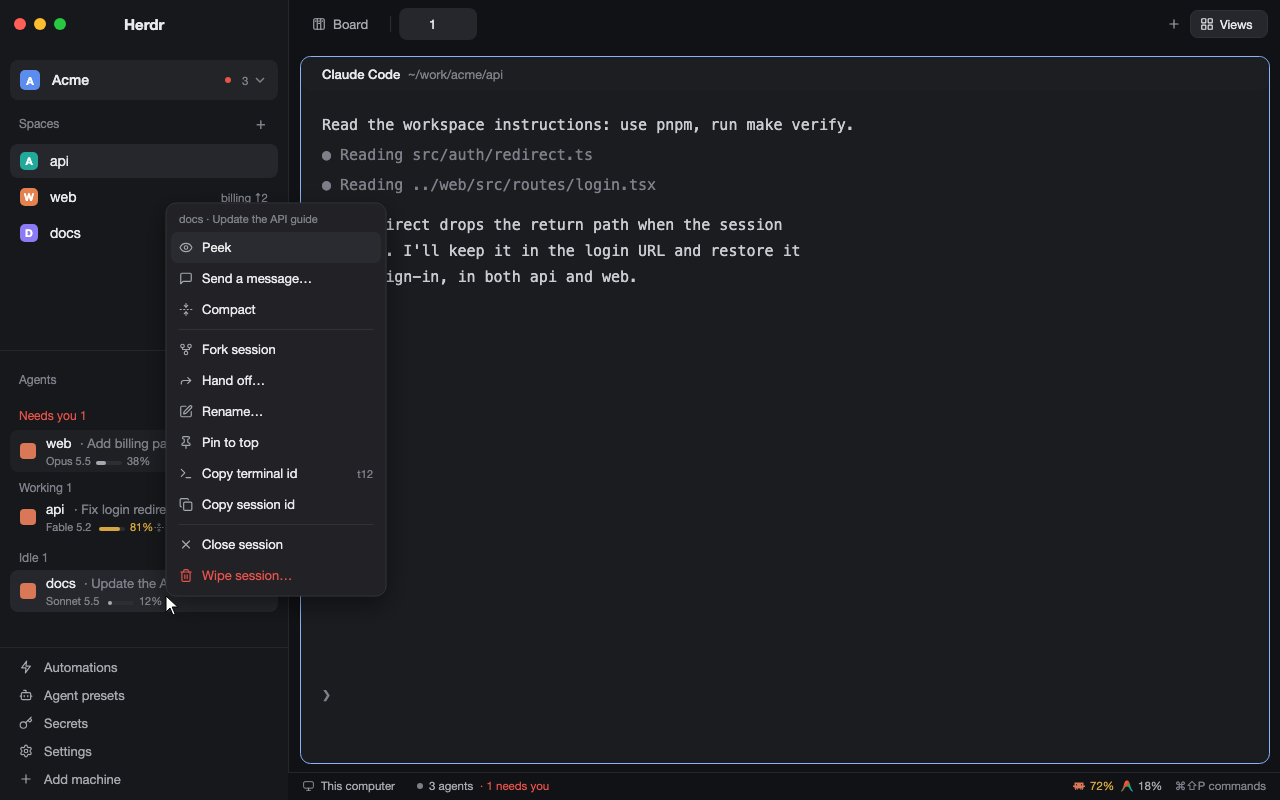 Herdr
Board
1
Views
A Acme 3
Spaces
A api
W web billing ↑2
D docs
Claude Code ~/work/acme/api
Read the workspace instructions: use pnpm, run make verify.
● Reading src/auth/redirect.ts
● Reading ../web/src/routes/login.tsx
irect drops the return path when the session
. I'll keep it in the login URL and restore it
ign-in, in both api and web.
❯
docs · Update the API guide
Peek
Send a message…
Compact
Fork session
Hand off…
Rename…
Pin to top
Copy terminal id t12
Copy session id
Close session
Wipe session…
Agents
Needs you 1
web · Add billing pa
Opus 5.5 38%
Working 1
api · Fix login redire
Fable 5.2 81%
Idle 1
docs · Update the A
Sonnet 5.5 12%
Automations
Agent presets
Secrets
Settings
Add machine
This computer ● 3 agents · 1 needs you
72% 18% ⌘⇧P commands